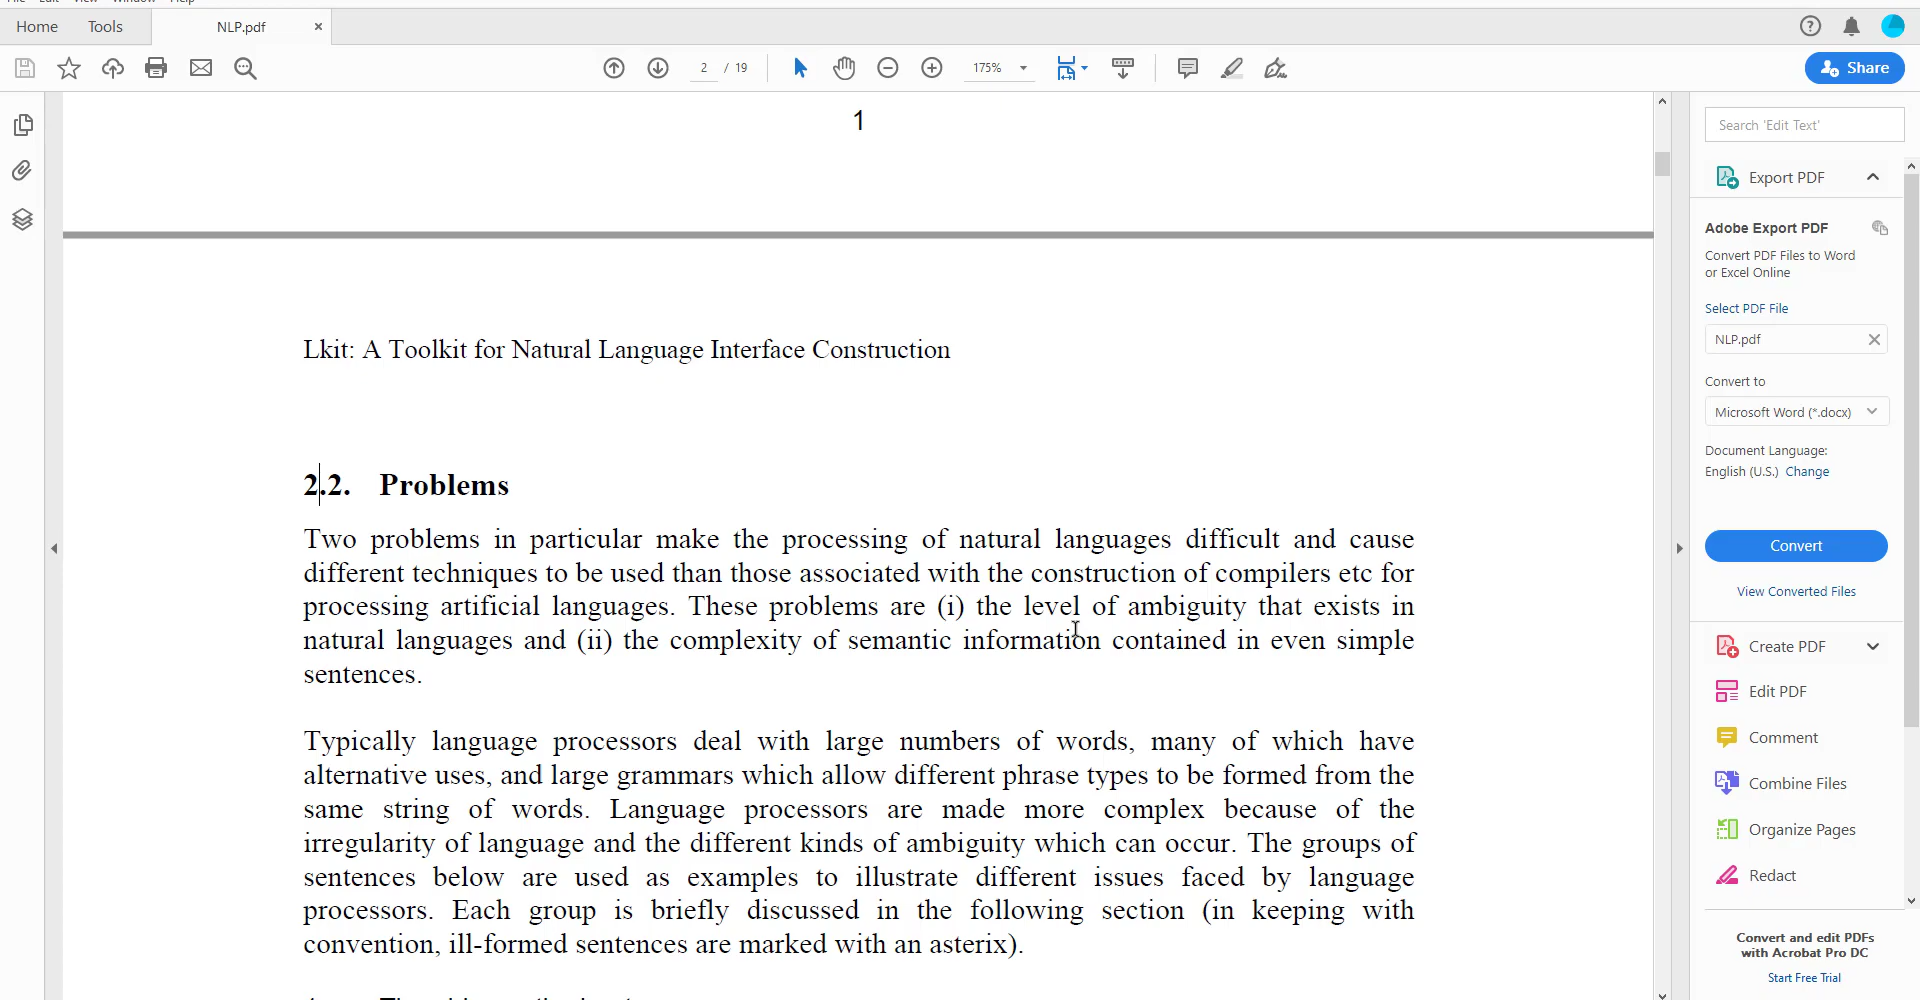 Home Tools NLP.pdf
2 / 19 175% Share
1
Lkit: A Toolkit for Natural Language Interface Construction
2.2. Problems
Two problems in particular make the processing of natural languages difficult and cause
different techniques to be used than those associated with the construction of compilers etc for
processing artificial languages. These problems are (i) the level of ambiguity that exists in
natural languages and (ii) the complexity of semantic information contained in even simple
sentences.
Typically language processors deal with large numbers of words, many of which have
alternative uses, and large grammars which allow different phrase types to be formed from the
same string of words. Language processors are made more complex because of the
irregularity of language and the different kinds of ambiguity which can occur. The groups of
sentences below are used as examples to illustrate different issues faced by language
processors. Each group is briefly discussed in the following section (in keeping with
convention, ill-formed sentences are marked with an asterix).
Search 'Edit Text'
Export PDF
Adobe Export PDF
Convert PDF Files to Word
or Excel Online
Select PDF File
NLP.pdf
Convert to
Microsoft Word (*.docx)
Document Language:
English (U.S.) Change
Convert
View Converted Files
Create PDF
Edit PDF
Comment
Combine Files
Organize Pages
Redact
Convert and edit PDFs
with Acrobat Pro DC
Start Free Trial